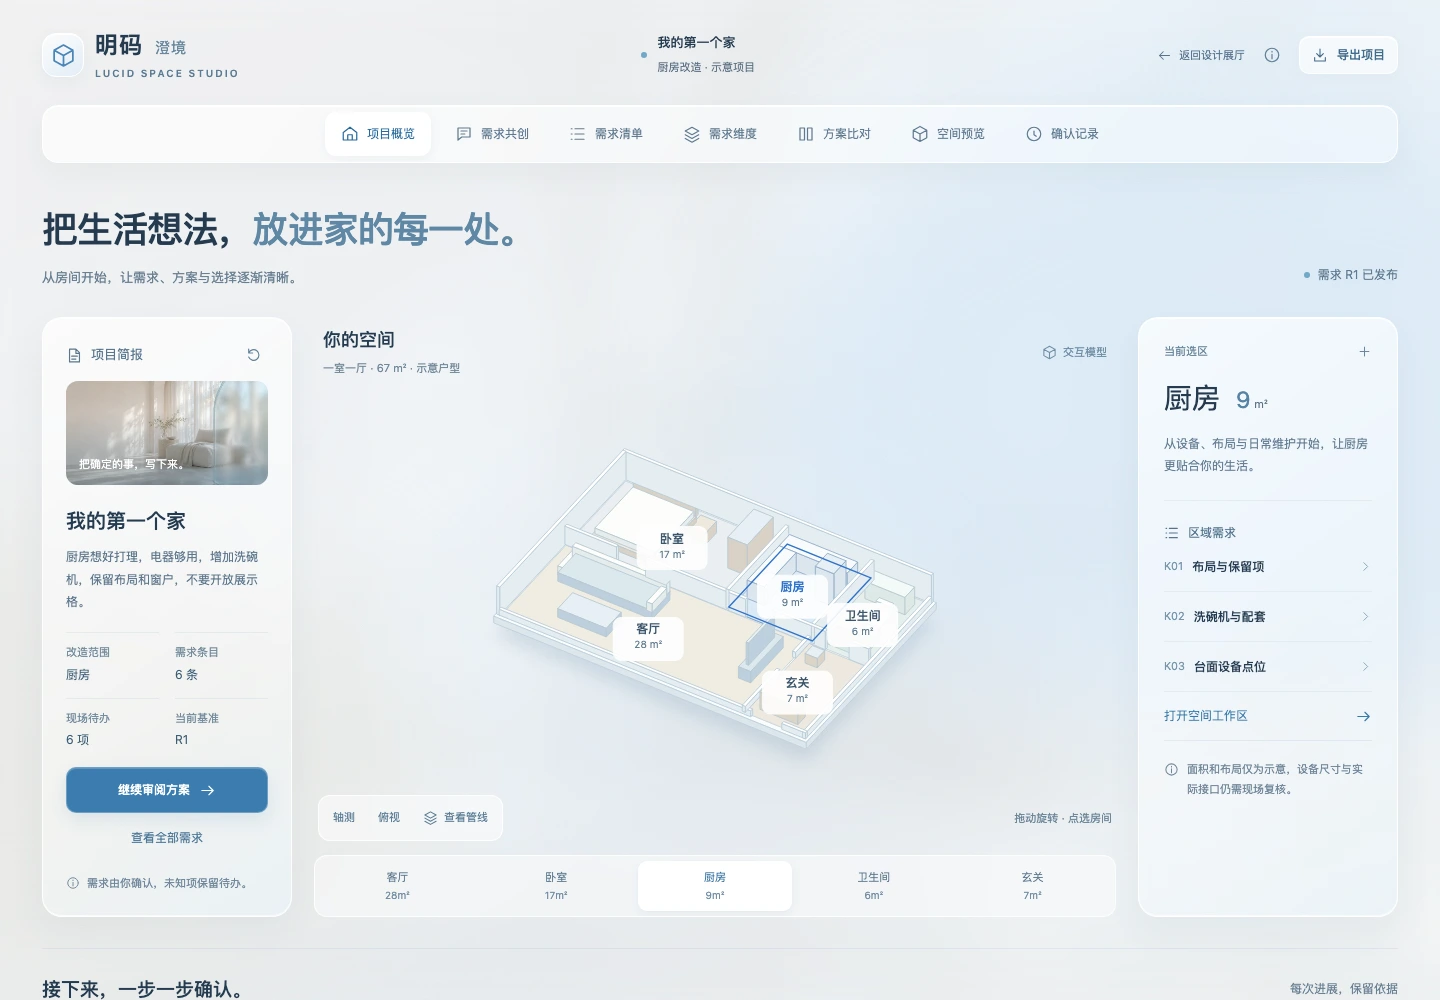 明码 澄境
LUCID SPACE STUDIO
我的第一个家
厨房改造 · 示意项目
返回设计展厅
导出项目
项目概览
需求共创
需求清单
需求维度
方案比对
空间预览
确认记录
把生活想法，放进家的每一处。
从房间开始，让需求、方案与选择逐渐清晰。
需求 R1 已发布
项目简报
把确定的事，写下来。
我的第一个家
厨房想好打理，电器够用，增加洗碗
机，保留布局和窗户，不要开放展示
格。
改造范围
厨房
需求条目
6 条
现场待办
6 项
当前基准
R1
继续审阅方案
查看全部需求
需求由你确认，未知项保留待办。
你的空间
一室一厅 · 67 m² · 示意户型
交互模型
卧室
17 m²
厨房
9 m²
卫生间
6 m²
客厅
28 m²
玄关
7 m²
轴测
俯视
查看管线
拖动旋转 · 点选房间
客厅
28m²
卧室
17m²
厨房
9m²
卫生间
6m²
玄关
7m²
当前选区
厨房 9 m²
从设备、布局与日常维护开始，让厨房
更贴合你的生活。
区域需求
K01 布局与保留项
K02 洗碗机与配套
K03 台面设备点位
打开空间工作区
面积和布局仅为示意，设备尺寸与实
际接口仍需现场复核。
接下来，一步一步确认。
每次进展，保留依据